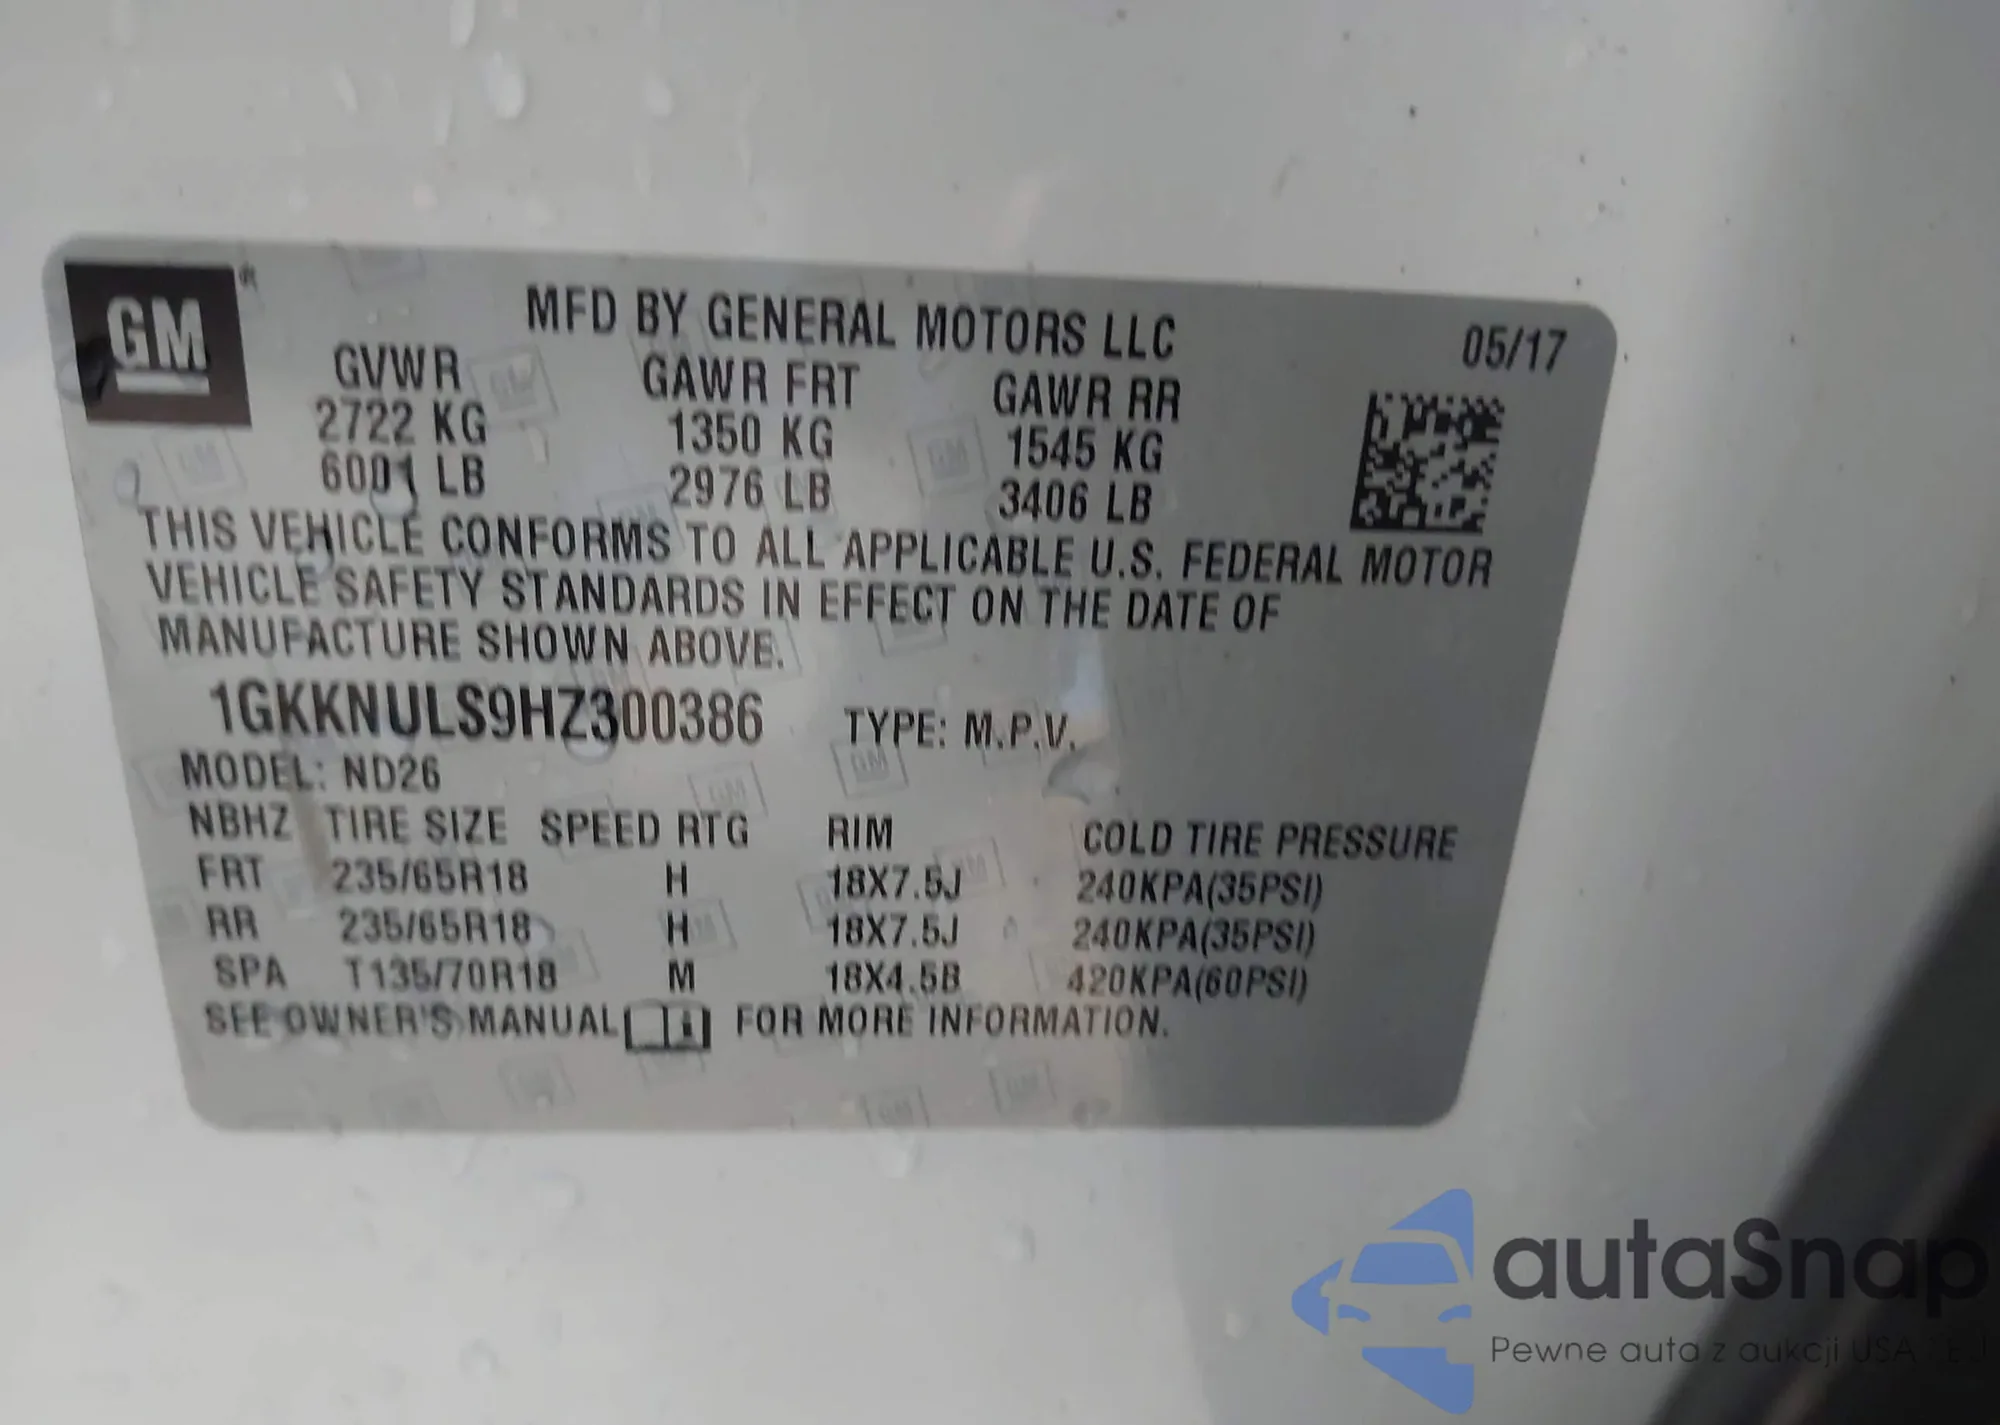 GM ®
MFD BY GENERAL MOTORS LLC 05/17
GVWR GAWR FRT GAWR RR
2722 KG 1350 KG 1545 KG
6001 LB 2976 LB 3406 LB
THIS VEHICLE CONFORMS TO ALL APPLICABLE U.S. FEDERAL MOTOR
VEHICLE SAFETY STANDARDS IN EFFECT ON THE DATE OF
MANUFACTURE SHOWN ABOVE.
1GKKNULS9HZ300386 TYPE: M.P.V.
MODEL: ND26
NBHZ TIRE SIZE SPEED RTG RIM COLD TIRE PRESSURE
FRT 235/65R18 H 18X7.5J 240KPA(35PSI)
RR 235/65R18 H 18X7.5J 240KPA(35PSI)
SPA T135/70R18 M 18X4.5B 420KPA(60PSI)
SEE OWNER'S MANUAL FOR MORE INFORMATION.
autaSnap
Pewne auta z aukcji USA